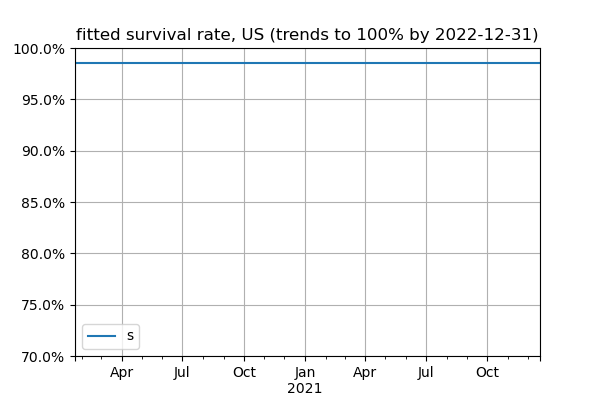 fitted survival rate, US (trends to 100% by 2022-12-31)
100.0%
95.0%
90.0%
85.0%
80.0%
75.0%
70.0%
s
Apr Jul Oct Jan Apr Jul Oct
2021